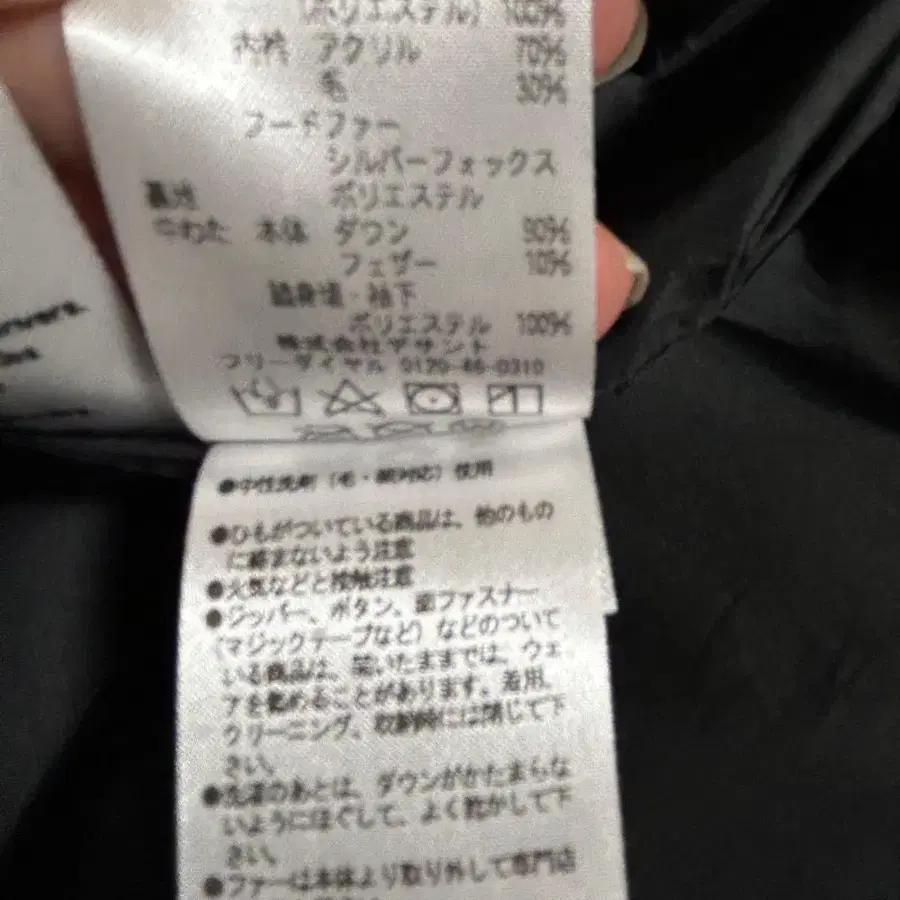 (ポリエステル) 100%
内衿 アクリル 70%
毛 30%
フードファー
シルバーフォックス
裏地 ポリエステル
中わた 本体 ダウン 90%
フェザー 10%
脇身頃・袖下
ポリエステル 100%
株式会社デサント
フリーダイヤル 0120-46-0310
●中性洗剤（毛・絹対応）使用
●ひもがついている商品は、他のもの
に絡まないよう注意
●火気などと接触注意
●ジッパー、ボタン、面ファスナー
（マジックテープなど）などのついて
いる商品は、開いたままでは、ウェ
アを傷めることがあります。着用、
クリーニング、収納時には閉じて下
さい。
●洗濯のあとは、ダウンがかたまらな
いようにほぐして、よく乾かして下
さい。
●ファーは本体より取り外して専門店